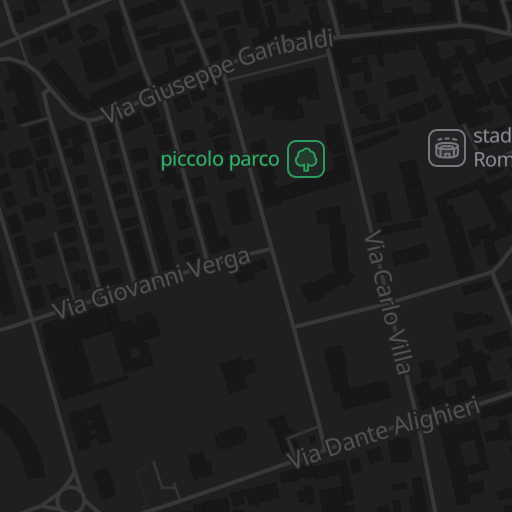 Via Giuseppe Garibaldi
stad
Rom
piccolo parco
Via Giovanni Verga
Via Carlo Villa
Via Dante Alighieri